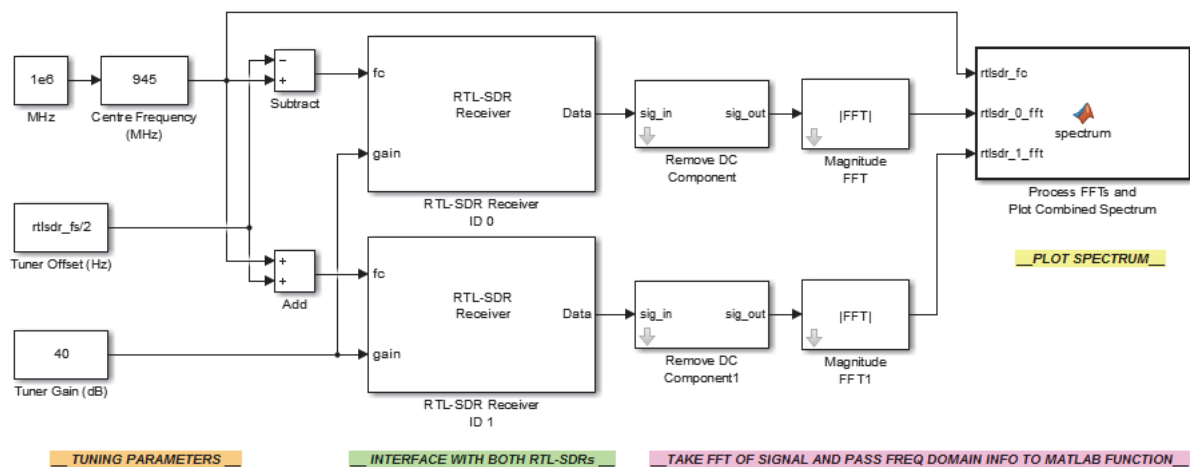 1e6
MHz
945
Centre Frequency
(MHz)
−
+
Subtract
rtlsdr_fs/2
Tuner Offset (Hz)
+
+
Add
40
Tuner Gain (dB)
fc
gain
RTL-SDR
Receiver
Data
RTL-SDR Receiver
ID 0
fc
gain
RTL-SDR
Receiver
Data
RTL-SDR Receiver
ID 1
sig_in
sig_out
Remove DC
Component
|FFT|
Magnitude
FFT
sig_in
sig_out
Remove DC
Component1
|FFT|
Magnitude
FFT1
rtlsdr_fc
rtlsdr_0_fft
rtlsdr_1_fft
spectrum
Process FFTs and
Plot Combined Spectrum
__PLOT SPECTRUM__
__ TUNING PARAMETERS __
__ INTERFACE WITH BOTH RTL-SDRs __
__TAKE FFT OF SIGNAL AND PASS FREQ DOMAIN INFO TO MATLAB FUNCTION__